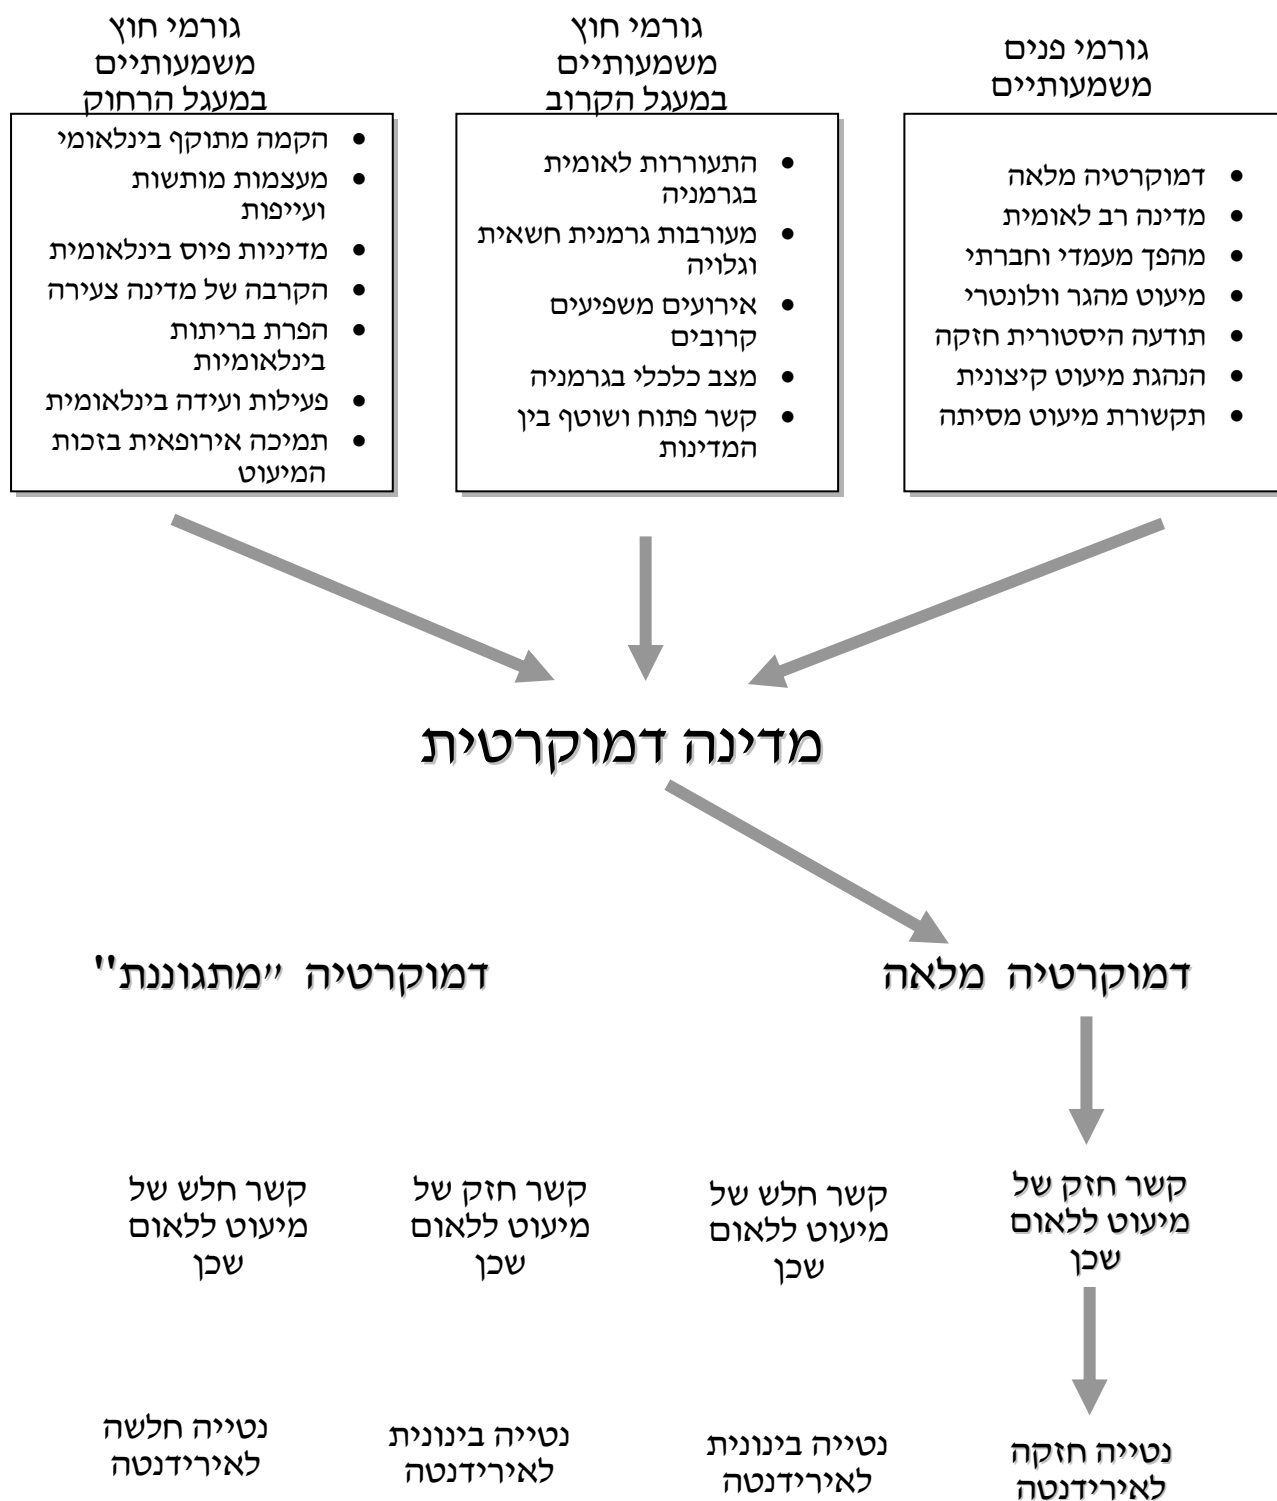 גורמי פנים
משמעותיים
• דמוקרטיה מלאה
• מדינה רב לאומית
• מהפך מעמדי וחברתי
• מיעוט מהגר וולונטרי
• תודעה היסטורית חזקה
• הנהגת מיעוט קיצונית
• תקשורת מיעוט מסיתה
גורמי חוץ
משמעותיים
במעגל הקרוב
• התעוררות לאומית
בגרמניה
• מעורבות גרמנית חשאית
וגלויה
• אירועים משפיעים
קרובים
• מצב כלכלי בגרמניה
• קשר פתוח ושוטף בין
המדינות
גורמי חוץ
משמעותיים
במעגל הרחוק
• הקמה מתוקף בינלאומי
• מעצמות מותשות
ועייפות
• מדיניות פיוס בינלאומית
• הקרבה של מדינה צעירה
• הפרת בריתות
בינלאומיות
• פעילות ועידה בינלאומית
• תמיכה אירופאית בזכות
המיעוט
מדינה דמוקרטית
דמוקרטיה מלאה
דמוקרטיה ״מתגוננת"
קשר חזק של
מיעוט ללאום
שכן
קשר חלש של
מיעוט ללאום
שכן
קשר חזק של
מיעוט ללאום
שכן
קשר חלש של
מיעוט ללאום
שכן
נטייה חזקה
לאירידנטה
נטייה בינונית
לאירידנטה
נטייה בינונית
לאירידנטה
נטייה חלשה
לאירידנטה